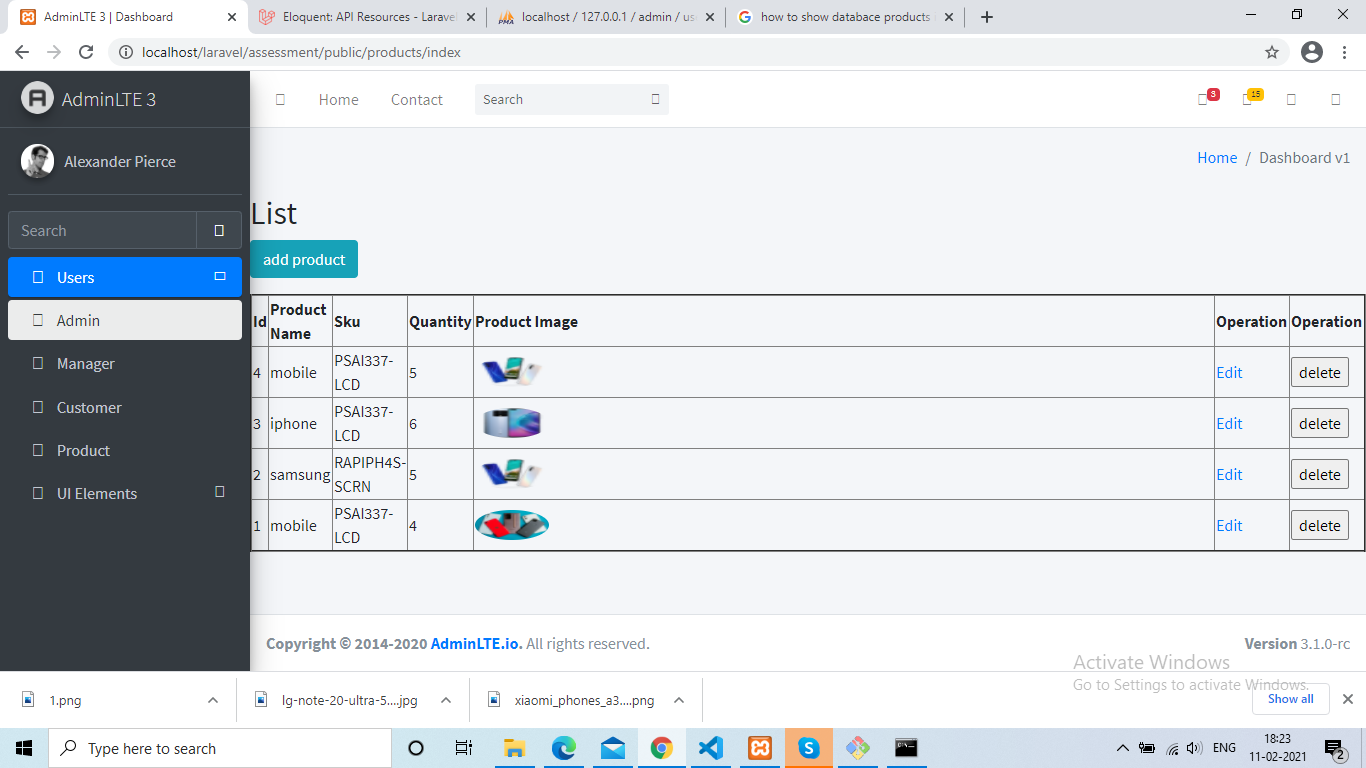 AdminLTE 3 | Dashboard
Eloquent: API Resources - Laravel
localhost / 127.0.0.1 / admin / us
how to show databace products
localhost/laravel/assessment/public/products/index
AdminLTE 3
Home
Contact
Search
3
15
Alexander Pierce
Search
Users
Admin
Manager
Customer
Product
UI Elements
Home / Dashboard v1
List
add product
Id Product Name Sku Quantity Product Image Operation Operation
4 mobile PSAI337-LCD 5 Edit delete
3 iphone PSAI337-LCD 6 Edit delete
2 samsung RAPIPH4S-SCRN 5 Edit delete
1 mobile PSAI337-LCD 4 Edit delete
Copyright © 2014-2020 AdminLTE.io. All rights reserved.
Version 3.1.0-rc
Activate Windows
Go to Settings to activate Windows.
1.png
lg-note-20-ultra-5....jpg
xiaomi_phones_a3....png
Show all
Type here to search
ENG
18:23
11-02-2021
2